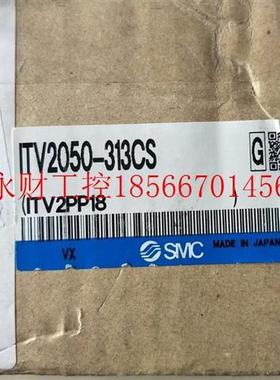 ITV2050-313CS
G
永财工控18566701456
(ITV2PP18 )
VX
SMC
MADE IN JAPAN